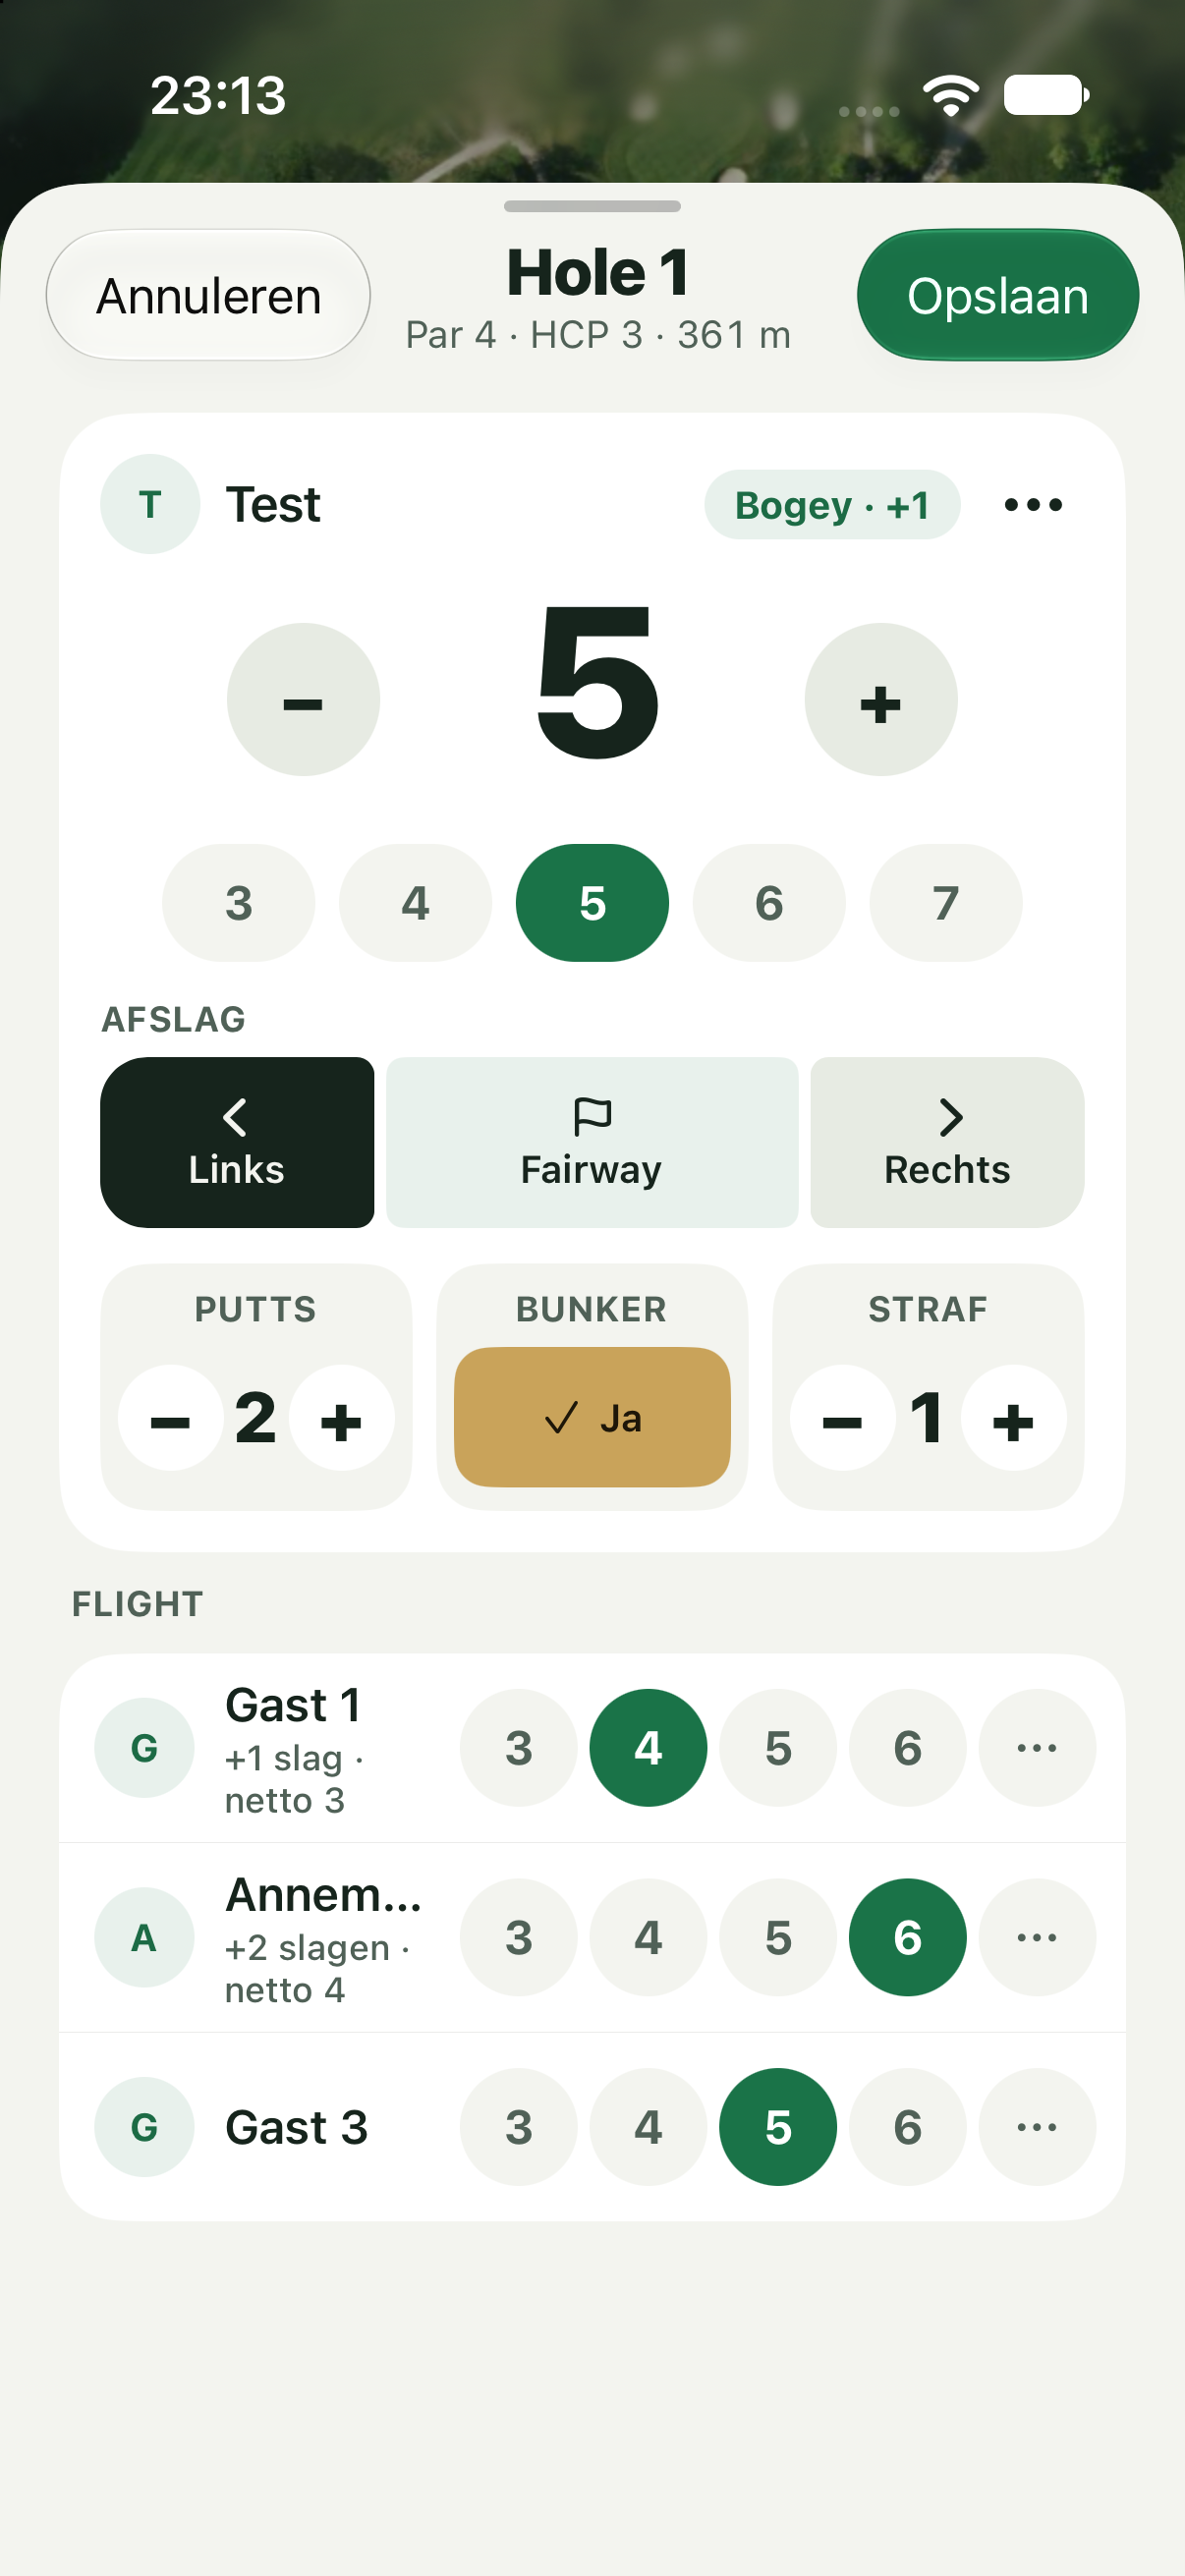 23:13
Annuleren
Hole 1
Opslaan
Par 4 · HCP 3 · 361 m
T
Test
Bogey · +1
•••
–
5
+
3
4
5
6
7
AFSLAG
Links
Fairway
Rechts
PUTTS
BUNKER
STRAF
– 2 +
✓ Ja
– 1 +
FLIGHT
G
Gast 1
+1 slag ·
netto 3
3
4
5
6
···
A
Annem...
+2 slagen ·
netto 4
3
4
5
6
···
G
Gast 3
3
4
5
6
···